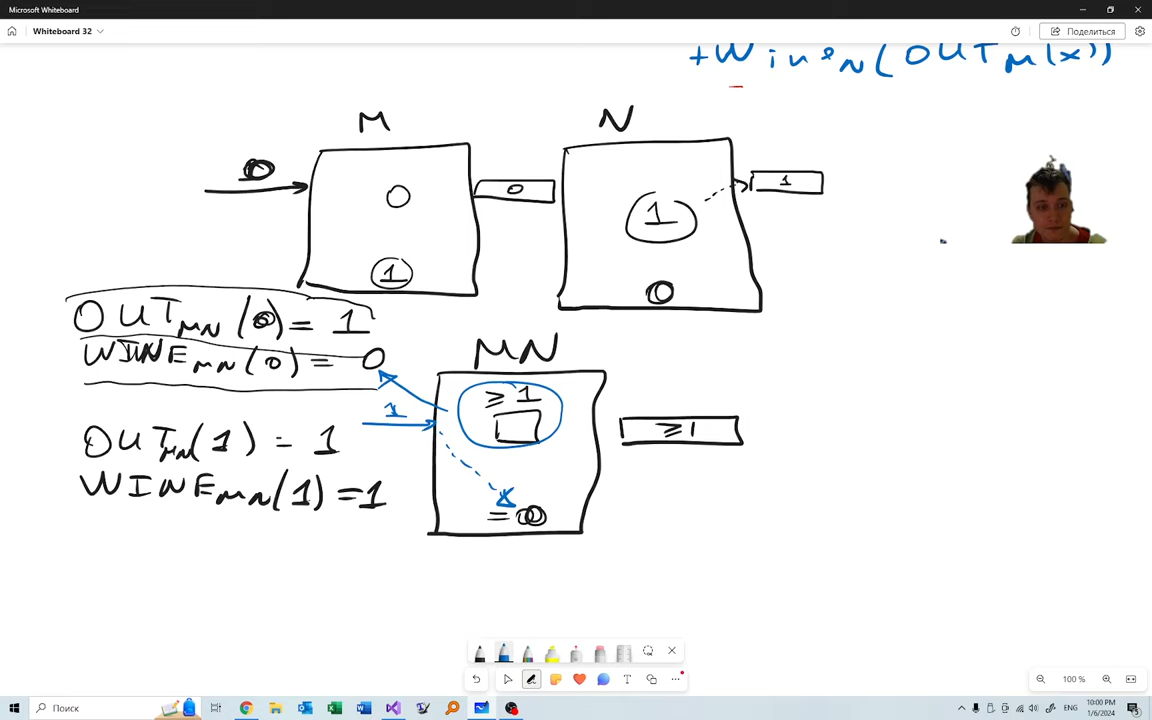 Microsoft Whiteboard
Whiteboard 32
Поделиться
+WineN(OUTM(x))
M
N
0
0
0
1
1
1
0
OUTMN(0) = 1
WINEMN(0) = 0
MN
≥ 1
1
≥ 1
OUTMN(1) = 1
WINEMN(1) = 1
= 0
100 %
Поиск
ENG
10:00 PM
1/6/2024
5